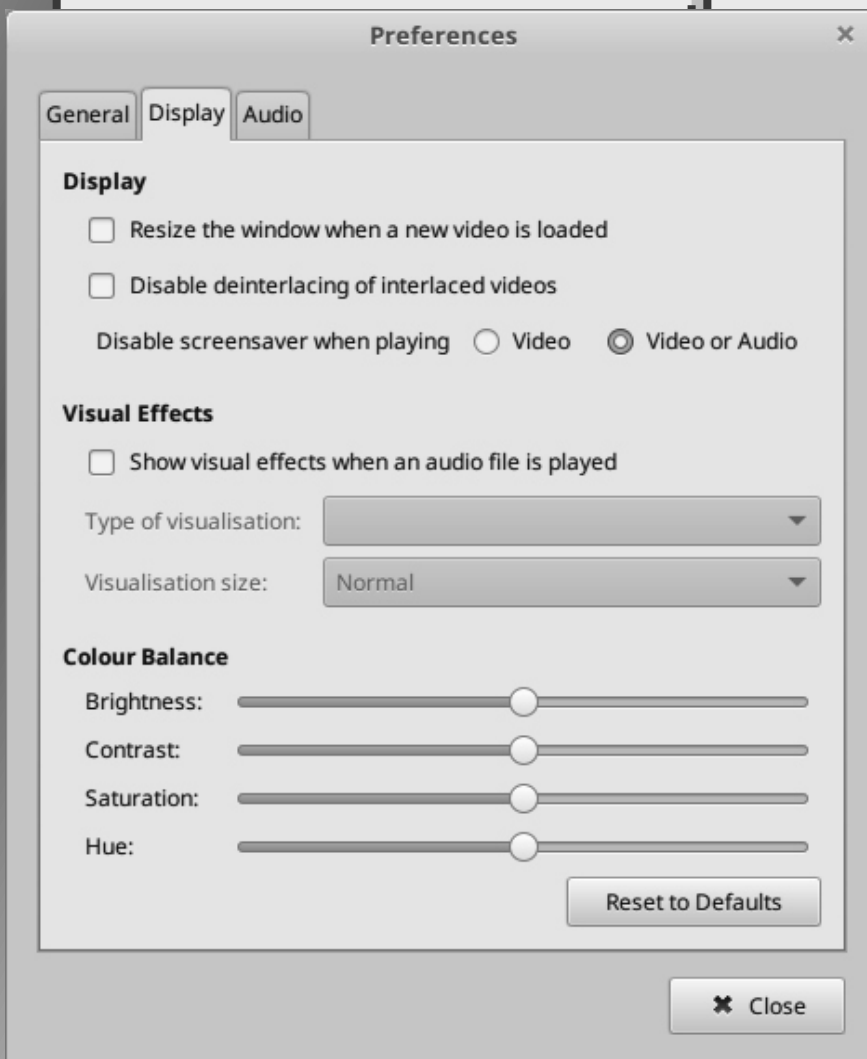 Preferences
General Display Audio
Display
Resize the window when a new video is loaded
Disable deinterlacing of interlaced videos
Disable screensaver when playing Video Video or Audio
Visual Effects
Show visual effects when an audio file is played
Type of visualisation:
Visualisation size: Normal
Colour Balance
Brightness:
Contrast:
Saturation:
Hue:
Reset to Defaults
Close